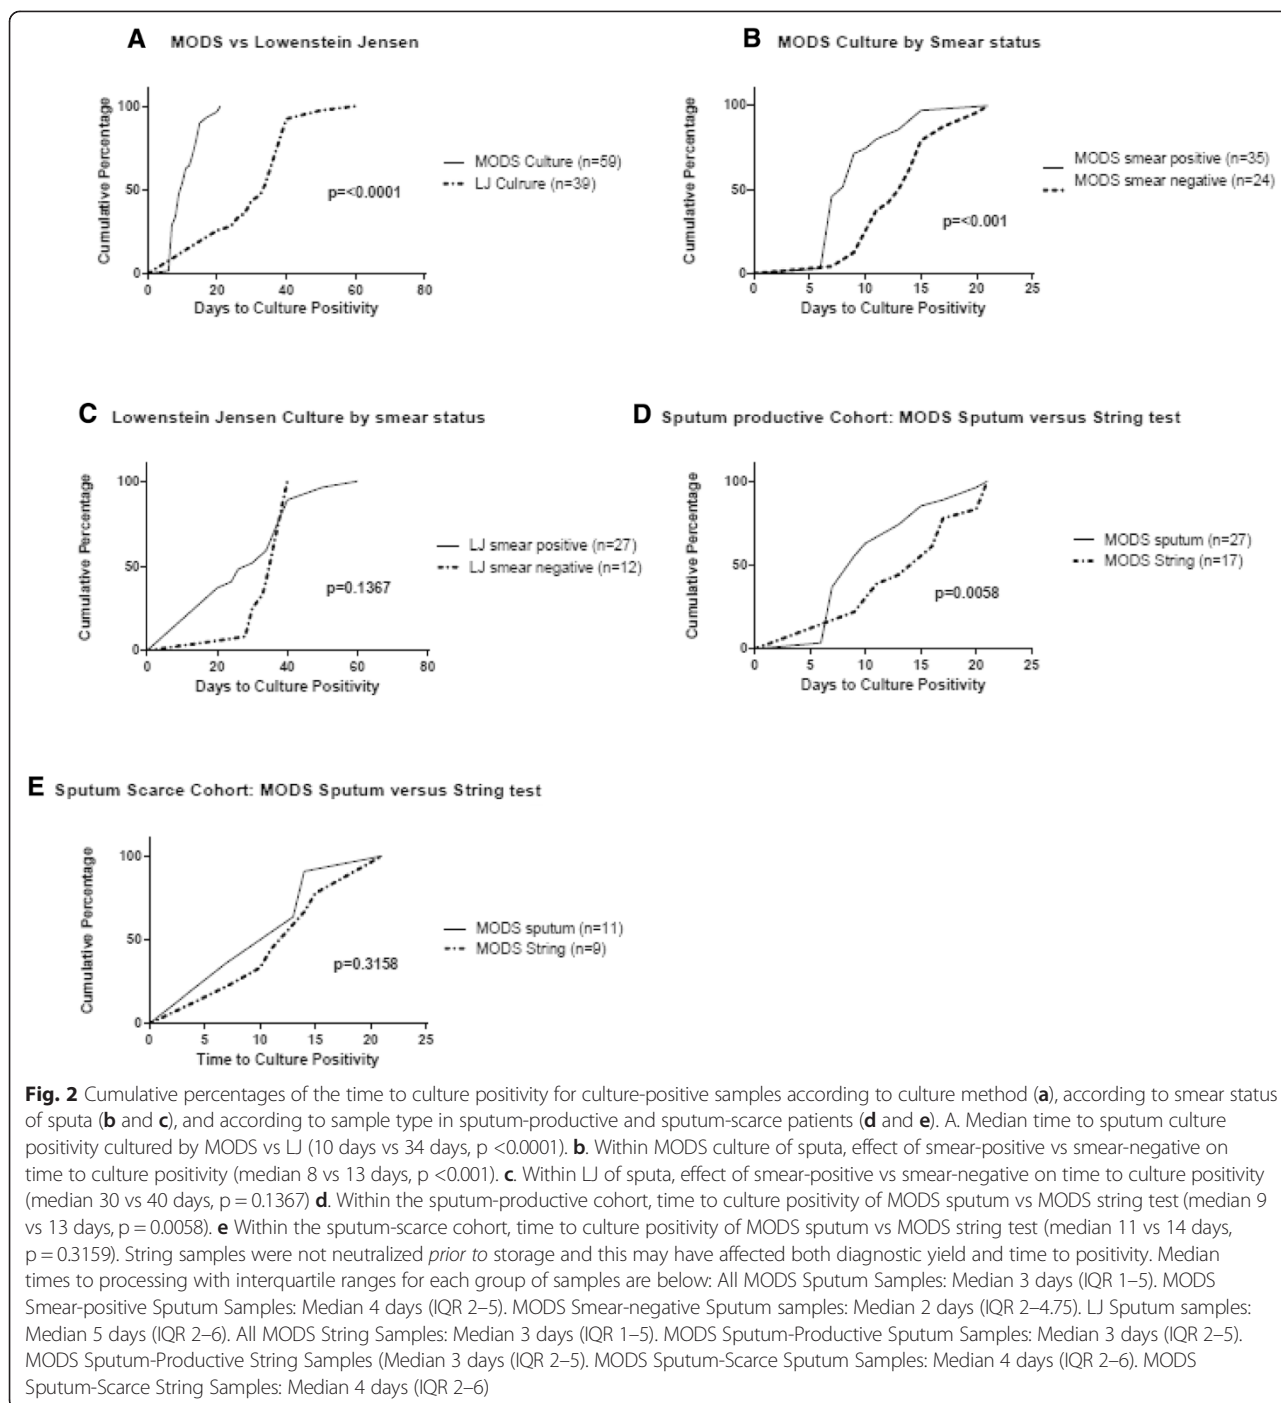 A MODS vs Lowenstein Jensen
Cumulative Percentage
100
50
0
0 20 40 60 80
Days to Culture Positivity
MODS Culture (n=59)
LJ Culrure (n=39)
p=<0.0001
B MODS Culture by Smear status
Cumulative Percentage
100
50
0
0 5 10 15 20 25
Days to Culture Positivity
MODS smear positive (n=35)
MODS smear negative (n=24)
p=<0.001
C Lowenstein Jensen Culture by smear status
Cumulative Percentage
100
50
0
0 20 40 60 80
Days to Culture Positivity
LJ smear positive (n=27)
LJ smear negative (n=12)
p=0.1367
D Sputum productive Cohort: MODS Sputum versus String test
Cumulative Percentage
100
50
0
0 5 10 15 20 25
Days to Culture Positivity
MODS sputum (n=27)
MODS String (n=17)
p=0.0058
E Sputum Scarce Cohort: MODS Sputum versus String test
Cumulative Percentage
100
50
0
0 5 10 15 20 25
Time to Culture Positivity
MODS sputum (n=11)
MODS String (n=9)
p=0.3158
Fig. 2 Cumulative percentages of the time to culture positivity for culture-positive samples according to culture method (a), according to smear status
of sputa (b and c), and according to sample type in sputum-productive and sputum-scarce patients (d and e). A. Median time to sputum culture
positivity cultured by MODS vs LJ (10 days vs 34 days, p <0.0001). b. Within MODS culture of sputa, effect of smear-positive vs smear-negative on
time to culture positivity (median 8 vs 13 days, p <0.001). c. Within LJ of sputa, effect of smear-positive vs smear-negative on time to culture positivity
(median 30 vs 40 days, p = 0.1367) d. Within the sputum-productive cohort, time to culture positivity of MODS sputum vs MODS string test (median 9
vs 13 days, p = 0.0058). e Within the sputum-scarce cohort, time to culture positivity of MODS sputum vs MODS string test (median 11 vs 14 days,
p = 0.3159). String samples were not neutralized prior to storage and this may have affected both diagnostic yield and time to positivity. Median
times to processing with interquartile ranges for each group of samples are below: All MODS Sputum Samples: Median 3 days (IQR 1–5). MODS
Smear-positive Sputum Samples: Median 4 days (IQR 2–5). MODS Smear-negative Sputum samples: Median 2 days (IQR 2–4.75). LJ Sputum samples:
Median 5 days (IQR 2–6). All MODS String Samples: Median 3 days (IQR 1–5). MODS Sputum-Productive Sputum Samples: Median 3 days (IQR 2–5).
MODS Sputum-Productive String Samples (Median 3 days (IQR 2–5). MODS Sputum-Scarce Sputum Samples: Median 4 days (IQR 2–6). MODS
Sputum-Scarce String Samples: Median 4 days (IQR 2–6)